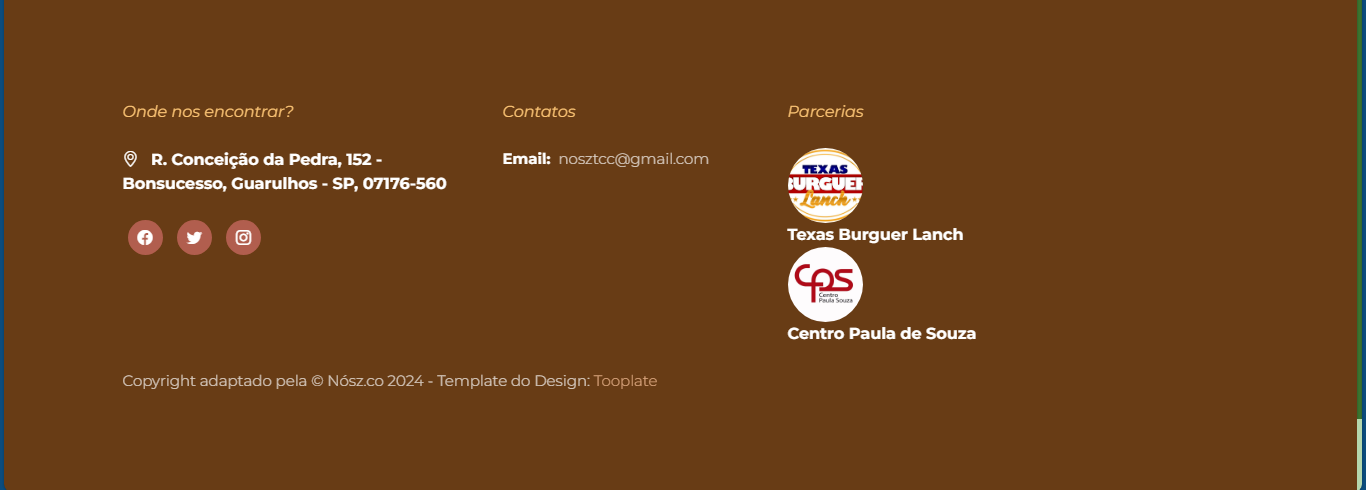 Onde nos encontrar?
R. Conceição da Pedra, 152 -
Bonsucesso, Guarulhos - SP, 07176-560
Contatos
Email: nosztcc@gmail.com
Parcerias
TEXAS
BURGUER
Lanch
Texas Burguer Lanch
cps
Centro
Paula Souza
Centro Paula de Souza
Copyright adaptado pela © Nósz.co 2024 - Template do Design: Tooplate